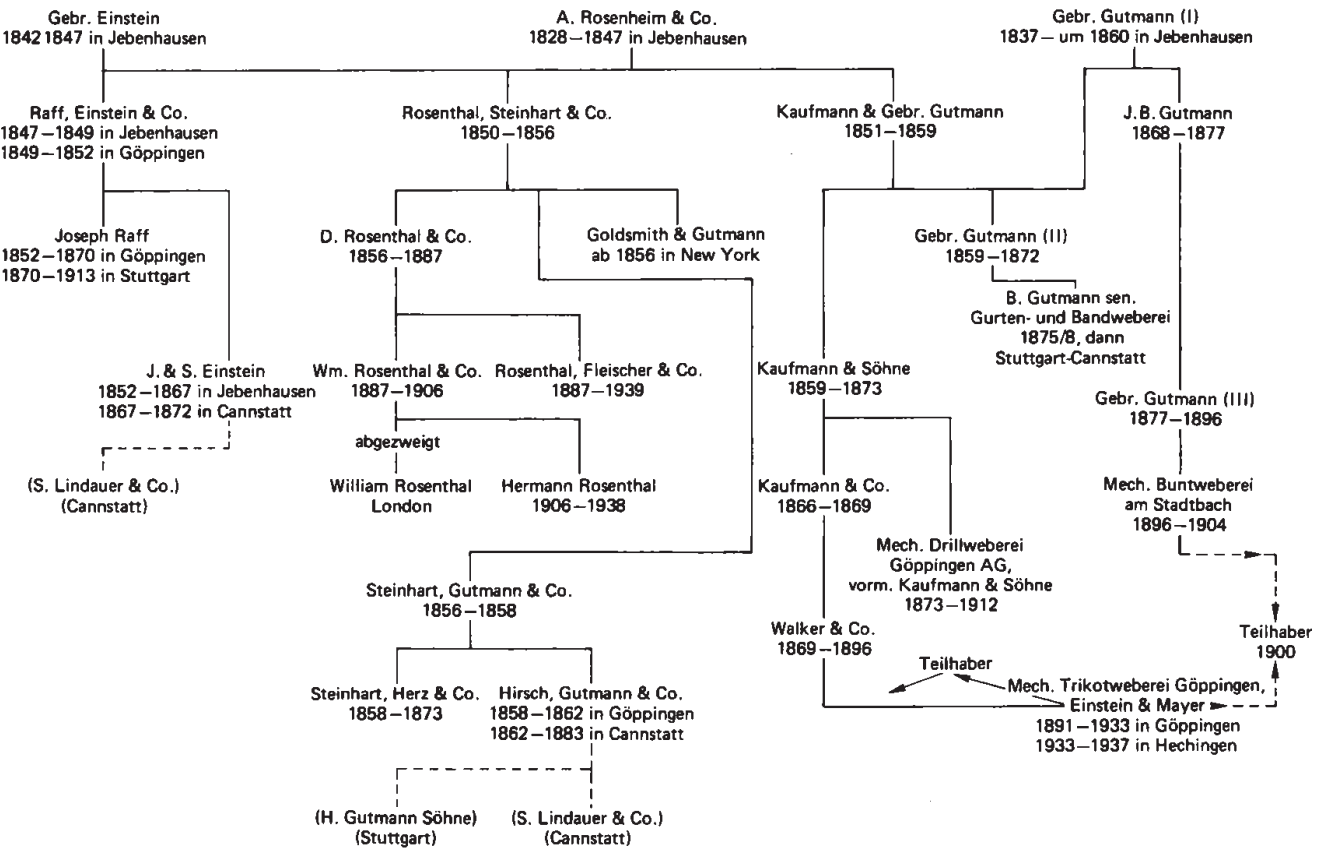 Gebr. Einstein
1842 1847 in Jebenhausen
A. Rosenheim & Co.
1828–1847 in Jebenhausen
Gebr. Gutmann (I)
1837– um 1860 in Jebenhausen
Raff, Einstein & Co.
1847–1849 in Jebenhausen
1849–1852 in Göppingen
Rosenthal, Steinhart & Co.
1850–1856
Kaufmann & Gebr. Gutmann
1851–1859
J.B. Gutmann
1868–1877
Joseph Raff
1852–1870 in Göppingen
1870–1913 in Stuttgart
D. Rosenthal & Co.
1856–1887
Goldsmith & Gutmann
ab 1856 in New York
Gebr. Gutmann (II)
1859–1872
B. Gutmann sen.
Gurten- und Bandweberei
1875/8, dann
Stuttgart-Cannstatt
J. & S. Einstein
1852–1867 in Jebenhausen
1867–1872 in Cannstatt
Wm. Rosenthal & Co.
1887–1906
Rosenthal, Fleischer & Co.
1887–1939
Kaufmann & Söhne
1859–1873
Gebr. Gutmann (III)
1877–1896
abgezweigt
(S. Lindauer & Co.)
(Cannstatt)
William Rosenthal
London
Hermann Rosenthal
1906–1938
Kaufmann & Co.
1866–1869
Mech. Buntweberei
am Stadtbach
1896–1904
Mech. Drillweberei
Göppingen AG,
vorm. Kaufmann & Söhne
1873–1912
Steinhart, Gutmann & Co.
1856–1858
Walker & Co.
1869–1896
Teilhaber
1900
Teilhaber
Steinhart, Herz & Co.
1858–1873
Hirsch, Gutmann & Co.
1858–1862 in Göppingen
1862–1883 in Cannstatt
Mech. Trikotweberei Göppingen,
Einstein & Mayer
1891–1933 in Göppingen
1933–1937 in Hechingen
(H. Gutmann Söhne)
(Stuttgart)
(S. Lindauer & Co.)
(Cannstatt)